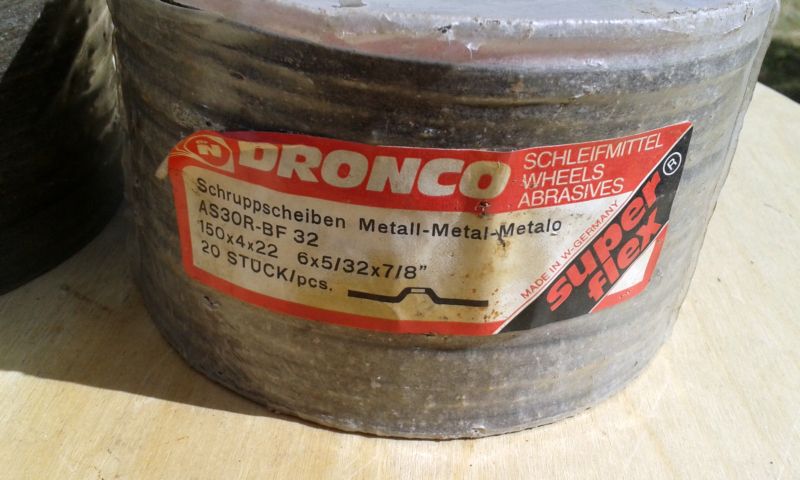 DRONCO
SCHLEIFMITTEL
WHEELS
ABRASIVES
Schruppscheiben Metall-Metal-Metalo
AS30R-BF 32
150x4x22 6x5/32x7/8"
20 STÜCK/pcs.
MADE IN W-GERMANY
super
flex
®